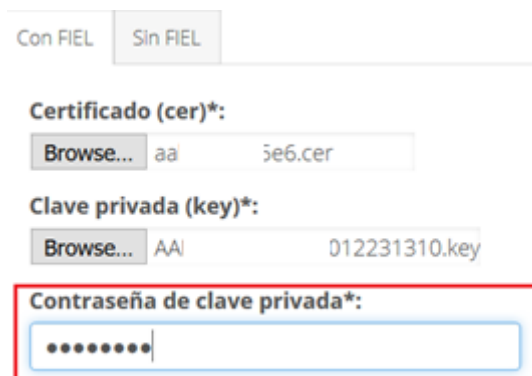 Con FIEL Sin FIEL
Certificado (cer)*:
Browse... aa 5e6.cer
Clave privada (key)*:
Browse... AA 012231310.key
Contraseña de clave privada*:
••••••••